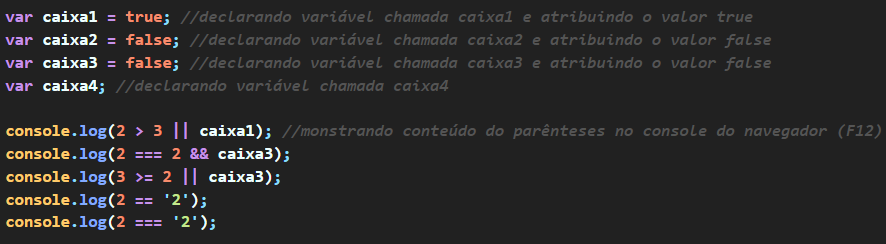 var caixa1 = true; //declarando variável chamada caixa1 e atribuindo o valor true
var caixa2 = false; //declarando variável chamada caixa2 e atribuindo o valor false
var caixa3 = false; //declarando variável chamada caixa3 e atribuindo o valor false
var caixa4; //declarando variável chamada caixa4
console.log(2 > 3 || caixa1); //monstrando conteúdo do parênteses no console do navegador (F12)
console.log(2 === 2 && caixa3);
console.log(3 >= 2 || caixa3);
console.log(2 == '2');
console.log(2 === '2');